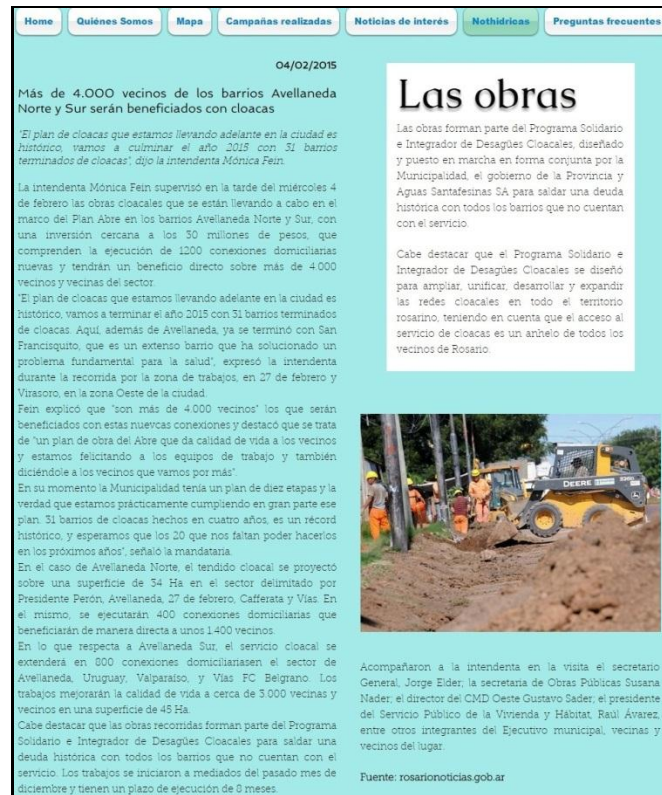 Home
Quiénes Somos
Mapa
Campañas realizadas
Noticias de interés
Nothidricas
Preguntas frecuentes
04/02/2015
Más de 4.000 vecinos de los barrios Avellaneda
Norte y Sur serán beneficiados con cloacas
"El plan de cloacas que estamos llevando adelante en la ciudad es
histórico, vamos a culminar el año 2015 con 31 barrios
terminados de cloacas", dijo la intendenta Mónica Fein.
La intendenta Mónica Fein supervisó en la tarde del miércoles 4
de febrero las obras cloacales que se están llevando a cabo en el
marco del Plan Abre en los barrios Avellaneda Norte y Sur, con
una inversión cercana a los 30 millones de pesos, que
comprenden la ejecución de 1200 conexiones domiciliarias
nuevas y tendrán un beneficio directo sobre más de 4.000
vecinos y vecinas del sector.
"El plan de cloacas que estamos llevando adelante en la ciudad es
histórico, vamos a terminar el año 2015 con 31 barrios terminados
de cloacas. Aquí, además de Avellaneda, ya se terminó con San
Francisquito, que es un extenso barrio que ha solucionado un
problema fundamental para la salud", expresó la intendenta
durante la recorrida por la zona de trabajos, en 27 de febrero y
Virasoro, en la zona Oeste de la ciudad.
Fein explicó que "son más de 4.000 vecinos" los que serán
beneficiados con estas nuevcas conexiones y destacó que se trata
de "un plan de obra del Abre que da calidad de vida a los vecinos
y estamos felicitando a los equipos de trabajo y también
diciéndole a los vecinos que vamos por más".
En su momento la Municipalidad tenía un plan de diez etapas y la
verdad que estamos prácticamente cumpliendo en gran parte ese
plan. 31 barrios de cloacas hechos en cuatro años, es un récord
histórico, y esperamos que los 20 que nos faltan poder hacerlos
en los próximos años", señaló la mandataria.
En el caso de Avellaneda Norte, el tendido cloacal se proyectó
sobre una superficie de 34 Ha en el sector delimitado por
Presidente Perón, Avellaneda, 27 de febrero, Cafferata y Vías. En
el mismo, se ejecutarán 400 conexiones domiciliarias que
beneficiarán de manera directa a unos 1.400 vecinos.
En lo que respecta a Avellaneda Sur, el servicio cloacal se
extenderá en 800 conexiones domiciliariasen el sector de
Avellaneda, Uruguay, Valparaíso, y Vías FC Belgrano. Los
trabajos mejorarán la calidad de vida a cerca de 3.000 vecinas y
vecinos en una superficie de 45 Ha.
Cabe destacar que las obras recorridas forman parte del Programa
Solidario e Integrador de Desagües Cloacales para saldar una
deuda histórica con todos los barrios que no cuentan con el
servicio. Los trabajos se iniciaron a mediados del pasado mes de
diciembre y tienen un plazo de ejecución de 8 meses.
Las obras
Las obras forman parte del Programa Solidario
e Integrador de Desagües Cloacales, diseñado
y puesto en marcha en forma conjunta por la
Municipalidad, el gobierno de la Provincia y
Aguas Santafesinas SA para saldar una deuda
histórica con todos los barrios que no cuentan
con el servicio.
Cabe destacar que el Programa Solidario e
Integrador de Desagües Cloacales se diseñó
para ampliar, unificar, desarrollar y expandir
las redes cloacales en todo el territorio
rosarino, teniendo en cuenta que el acceso al
servicio de cloacas es un anhelo de todos los
vecinos de Rosario.
DEERE
Acompañaron a la intendenta en la visita el secretario
General, Jorge Elder; la secretaria de Obras Públicas Susana
Nader; el director del CMD Oeste Gustavo Sader; el presidente
del Servicio Público de la Vivienda y Hábitat, Raúl Ávarez,
entre otros integrantes del Ejecutivo municipal, vecinas y
vecinos del lugar.
Fuente: rosarionoticias.gob.ar